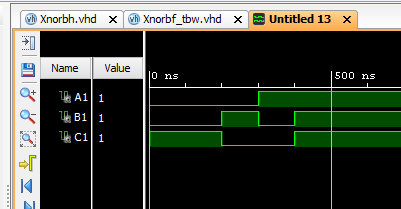 Xnorbh.vhd
Xnorbf_tbw.vhd
Untitled 13
Name
Value
0 ns
500 ns
A1 1
B1 1
C1 1